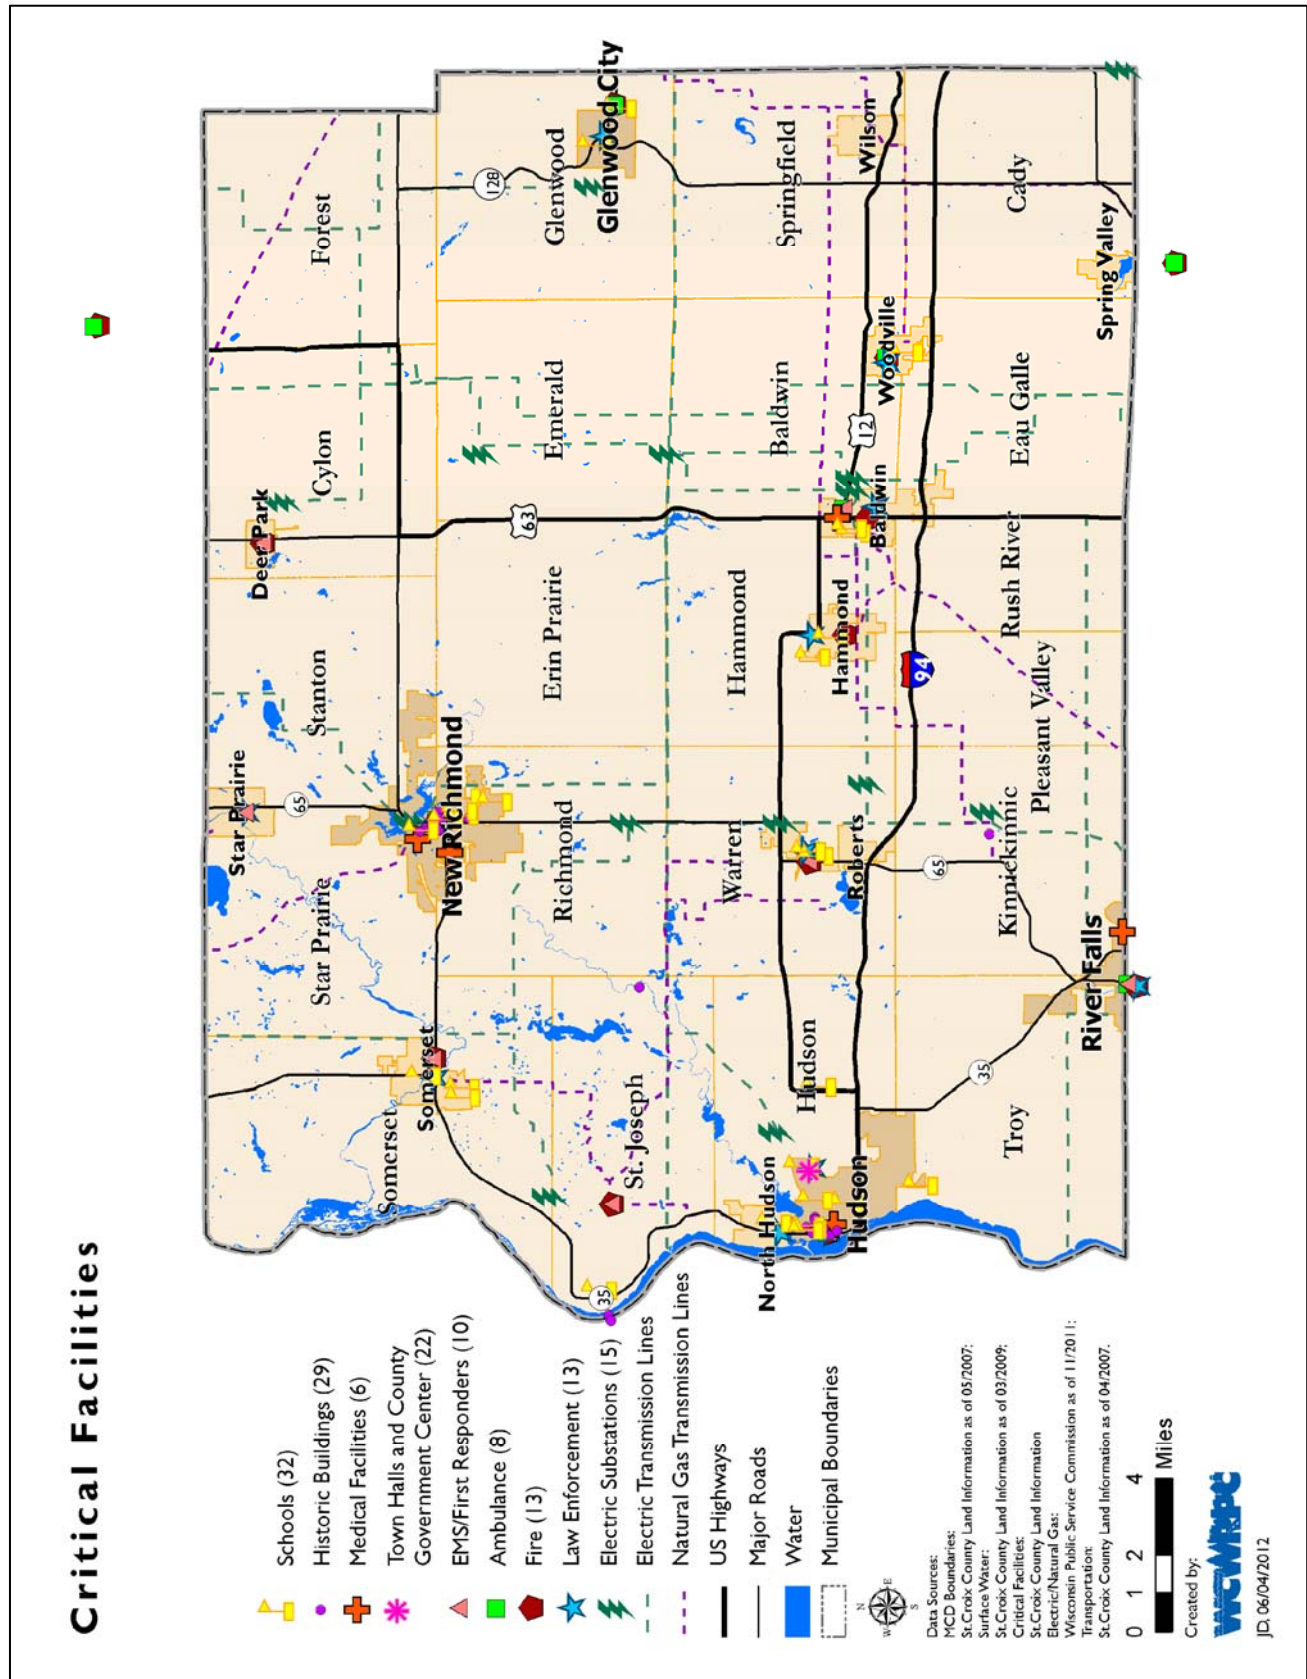 Critical Facilities
Schools (32)
Historic Buildings (29)
Medical Facilities (6)
Town Halls and County
Government Center (22)
EMS/First Responders (10)
Ambulance (8)
Fire (13)
Law Enforcement (13)
Electric Substations (15)
Electric Transmission Lines
Natural Gas Transmission Lines
US Highways
Major Roads
Water
Municipal Boundaries
N
E
S
W
Data Sources:
MCD Boundaries:
St.Croix County Land Information as of 05/2007:
Surface Water:
St.Croix County Land Information as of 03/2009:
Critical Facilities:
St.Croix County Land Information
Electric/Natural Gas:
Wisconsin Public Service Commission as of 11/2011:
Transportation:
St.Croix County Land Information as of 04/2007.
0 1 2 4
Miles
Created by:
WCWRPC
JD, 06/04/2012
Somerset
Star Prairie
Star Prairie
65
Stanton
Deer Park
Cylon
Forest
Somerset
New Richmond
35
St. Joseph
Richmond
Erin Prairie
63
Emerald
Glenwood
128
Glenwood City
North Hudson
Hudson
Hudson
Warren
Roberts
Hammond
Hammond
Baldwin
Baldwin
12
Woodville
Springfield
Wilson
94
Troy
35
River Falls
65
Kinnickinnic
Pleasant Valley
Rush River
Eau Galle
Spring Valley
Cady